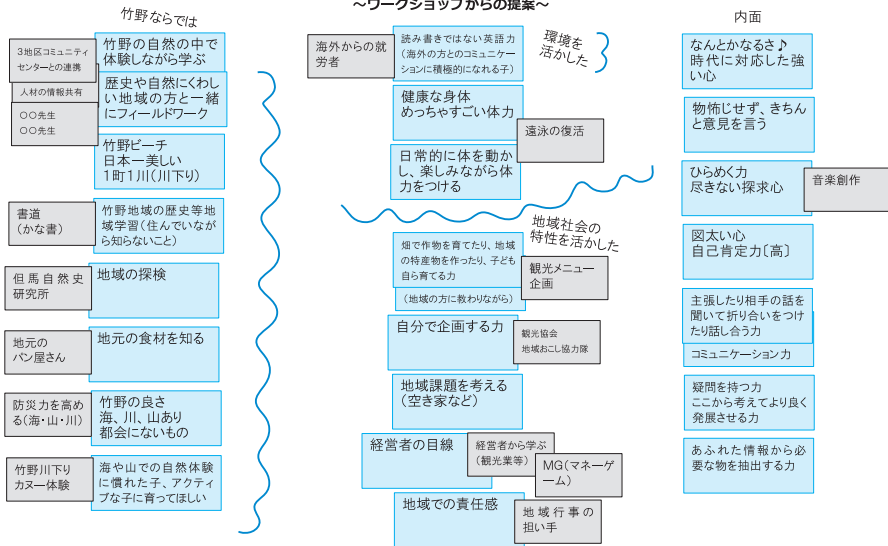 ~ワークショップからの提案~
竹野ならでは
3地区コミュニティ
センターとの連携
竹野の自然の中で
体験しながら学ぶ
人材の情報共有
〇〇先生
〇〇先生
歴史や自然にくわし
い地域の方と一緒
にフィールドワーク
竹野ビーチ
日本一美しい
1町1川(川下り)
書道
(かな書)
竹野地域の歴史等地
域学習(住んでいなが
ら知らないこと)
但馬自然史
研究所
地域の探検
地元の
パン屋さん
地元の食材を知る
防災力を高め
る(海・山・川)
竹野の良さ
海、川、山あり
都会にないもの
竹野川下り
カヌー体験
海や山での自然体験
に慣れた子、アクティ
ブな子に育ってほしい
環境を
活かした
海外からの就
労者
読み書きではない英語力
(海外の方とのコミュニケー
ションに積極的になれる子)
健康な身体
めっちゃすごい体力
遠泳の復活
日常的に体を動か
し、楽しみながら体
力をつける
地域社会の
特性を活かした
畑で作物を育てたり、地域
の特産物を作ったり、子ども
自ら育てる力
(地域の方に教わりながら)
観光メニュー
企画
自分で企画する力
観光協会
地域おこし協力隊
地域課題を考える
(空き家など)
経営者の目線
経営者から学ぶ
(観光業等)
MG(マネーゲ
ーム)
地域での責任感
地域行事の
担い手
内面
なんとかなるさ♪
時代に対応した強
い心
物怖じせず、きちん
と意見を言う
ひらめく力
尽きない探求心
音楽創作
図太い心
自己肯定力〔高〕
主張したり相手の話を
聞いて折り合いをつけ
たり話し合う力
コミュニケーション力
疑問を持つ力
ここから考えてより良く
発展させる力
あふれた情報から必
要な物を抽出する力